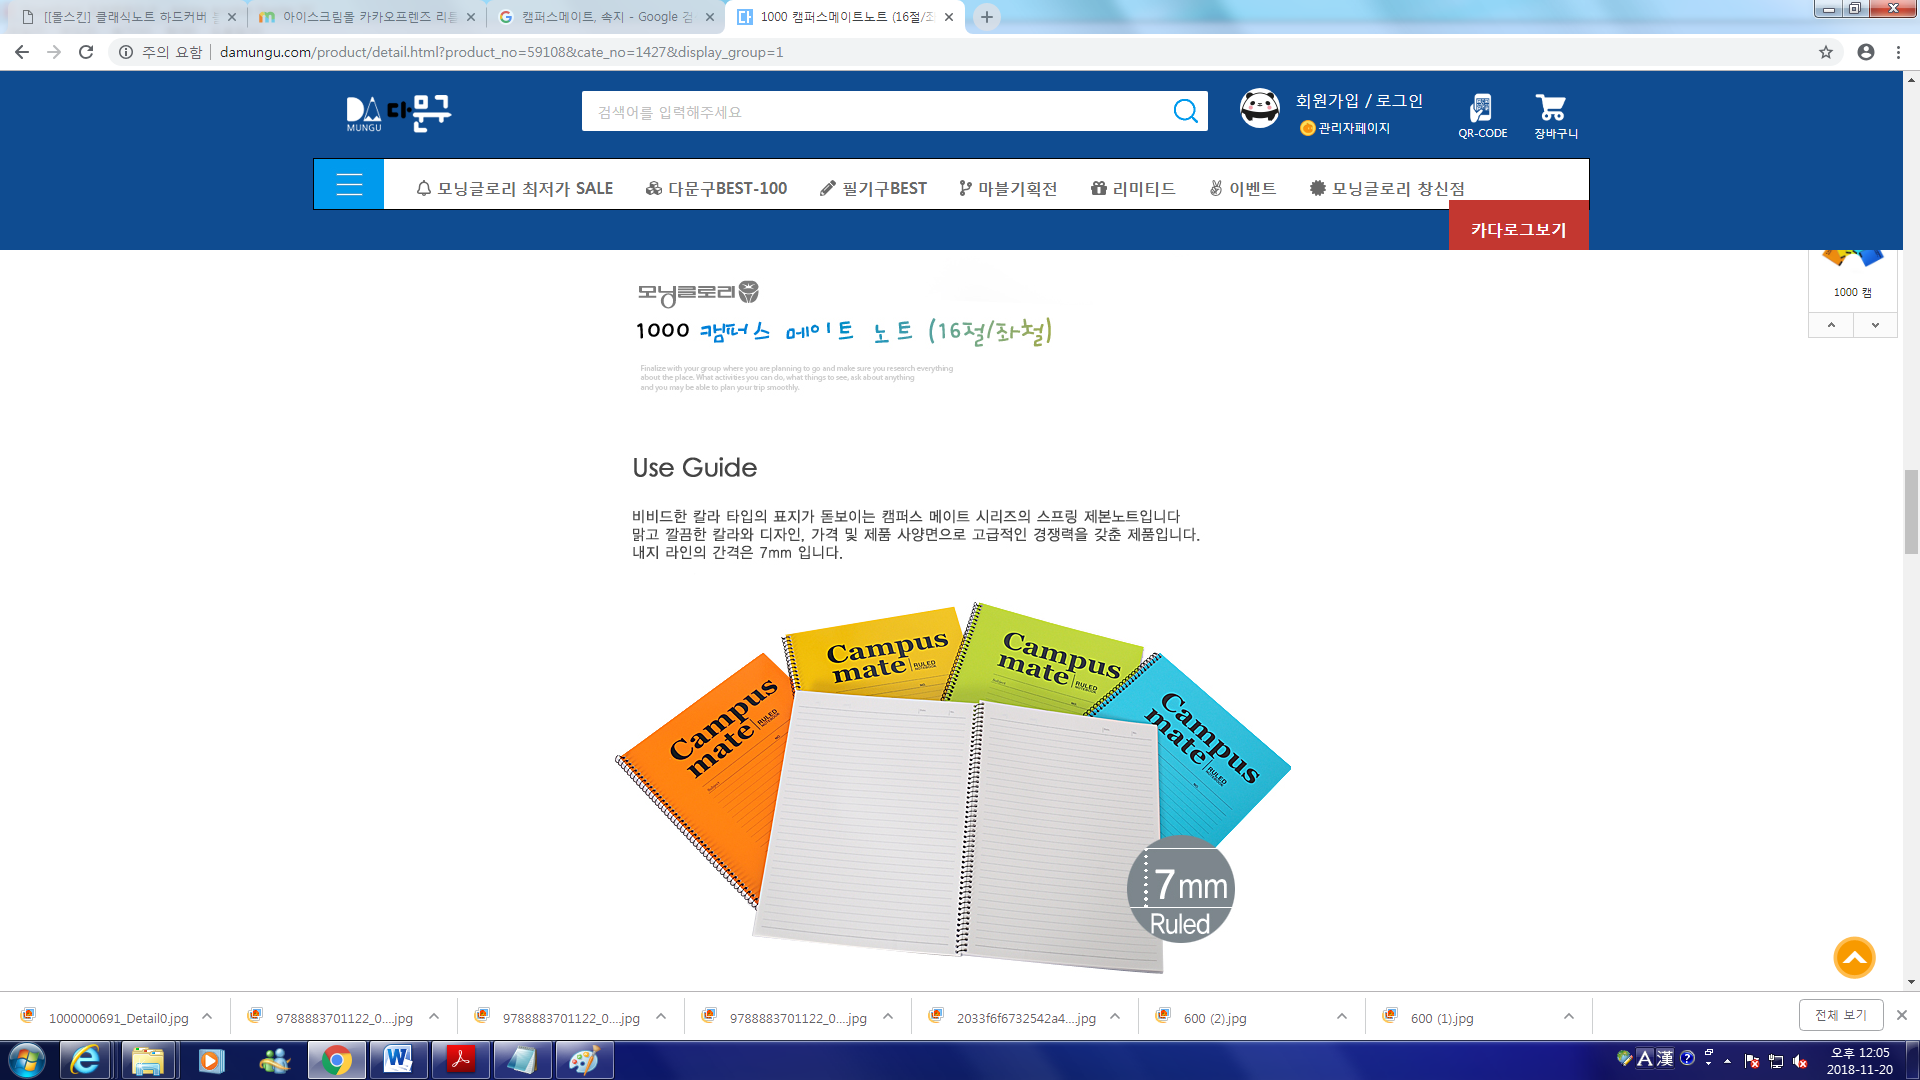 [[몰스킨] 클래식노트 하드커버 블
아이스크림몰 카카오프렌즈 리틀
캠퍼스메이트, 속지 - Google 검
1000 캠퍼스메이트노트 (16절/좌
주의 요함
damungu.com/product/detail.html?product_no=59108&cate_no=1427&display_group=1
DA
MUNGU
다문구
검색어를 입력해주세요
회원가입 / 로그인
관리자페이지
QR-CODE
장바구니
모닝글로리 최저가 SALE
다문구BEST-100
필기구BEST
마블기획전
리미티드
이벤트
모닝글로리 창신점
카다로그보기
1000 캠
모닝글로리
1000 캠퍼스 메이트 노트 (16절/좌철)
Finalize with your group where you are planning to go and make sure you research everything
about the place. What activities you can do, what things to see, ask about anything
and you may be able to plan your trip smoothly.
Use Guide
비비드한 칼라 타입의 표지가 돋보이는 캠퍼스 메이트 시리즈의 스프링 제본노트입니다
맑고 깔끔한 칼라와 디자인, 가격 및 제품 사양면으로 고급적인 경쟁력을 갖춘 제품입니다.
내지 라인의 간격은 7mm 입니다.
Campus
mate
RULED
NOTEBOOK
Campus
mate
RULED
NOTEBOOK
Campus
mate
RULED
NOTEBOOK
Campus
mate
RULED
NOTEBOOK
7mm
Ruled
1000000691_Detail0.jpg
9788883701122_0....jpg
9788883701122_0....jpg
9788883701122_0....jpg
2033f6f6732542a4....jpg
600 (2).jpg
600 (1).jpg
전체 보기
A 漢
오후 12:05
2018-11-20